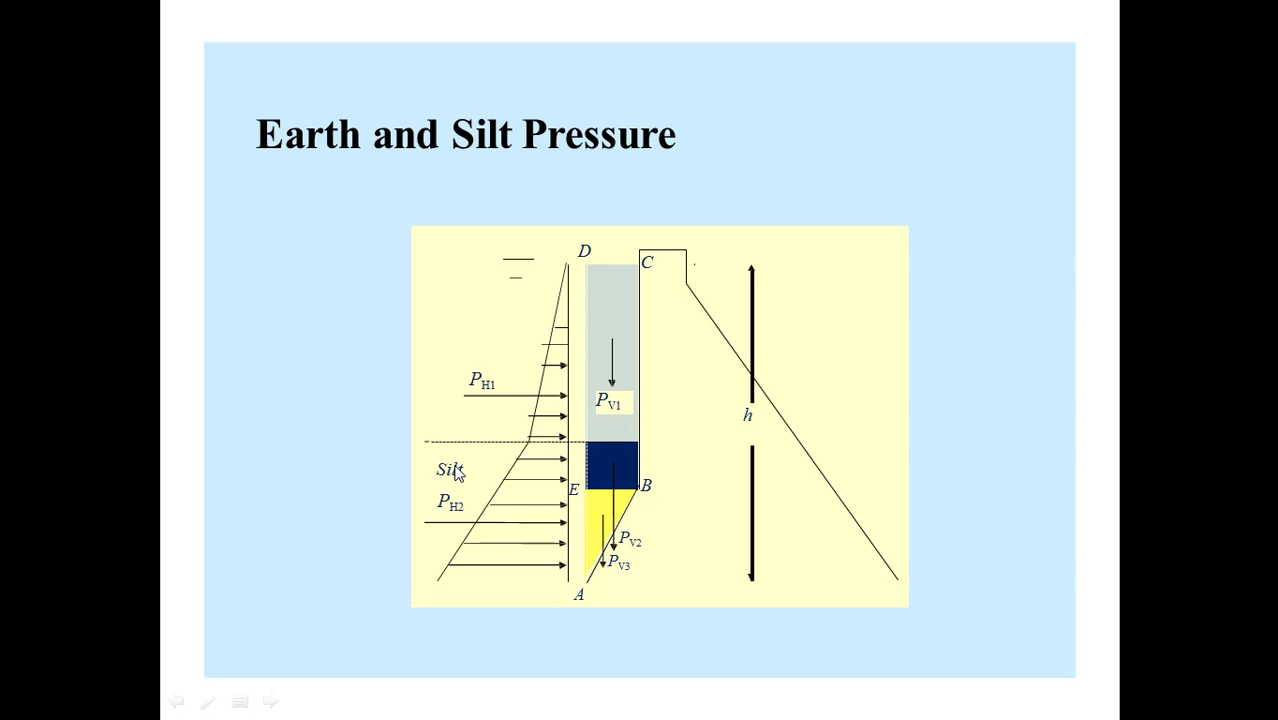 Earth and Silt Pressure
D
C
P_H1
P_V1
h
Silt
E
B
P_H2
P_V2
P_V3
A